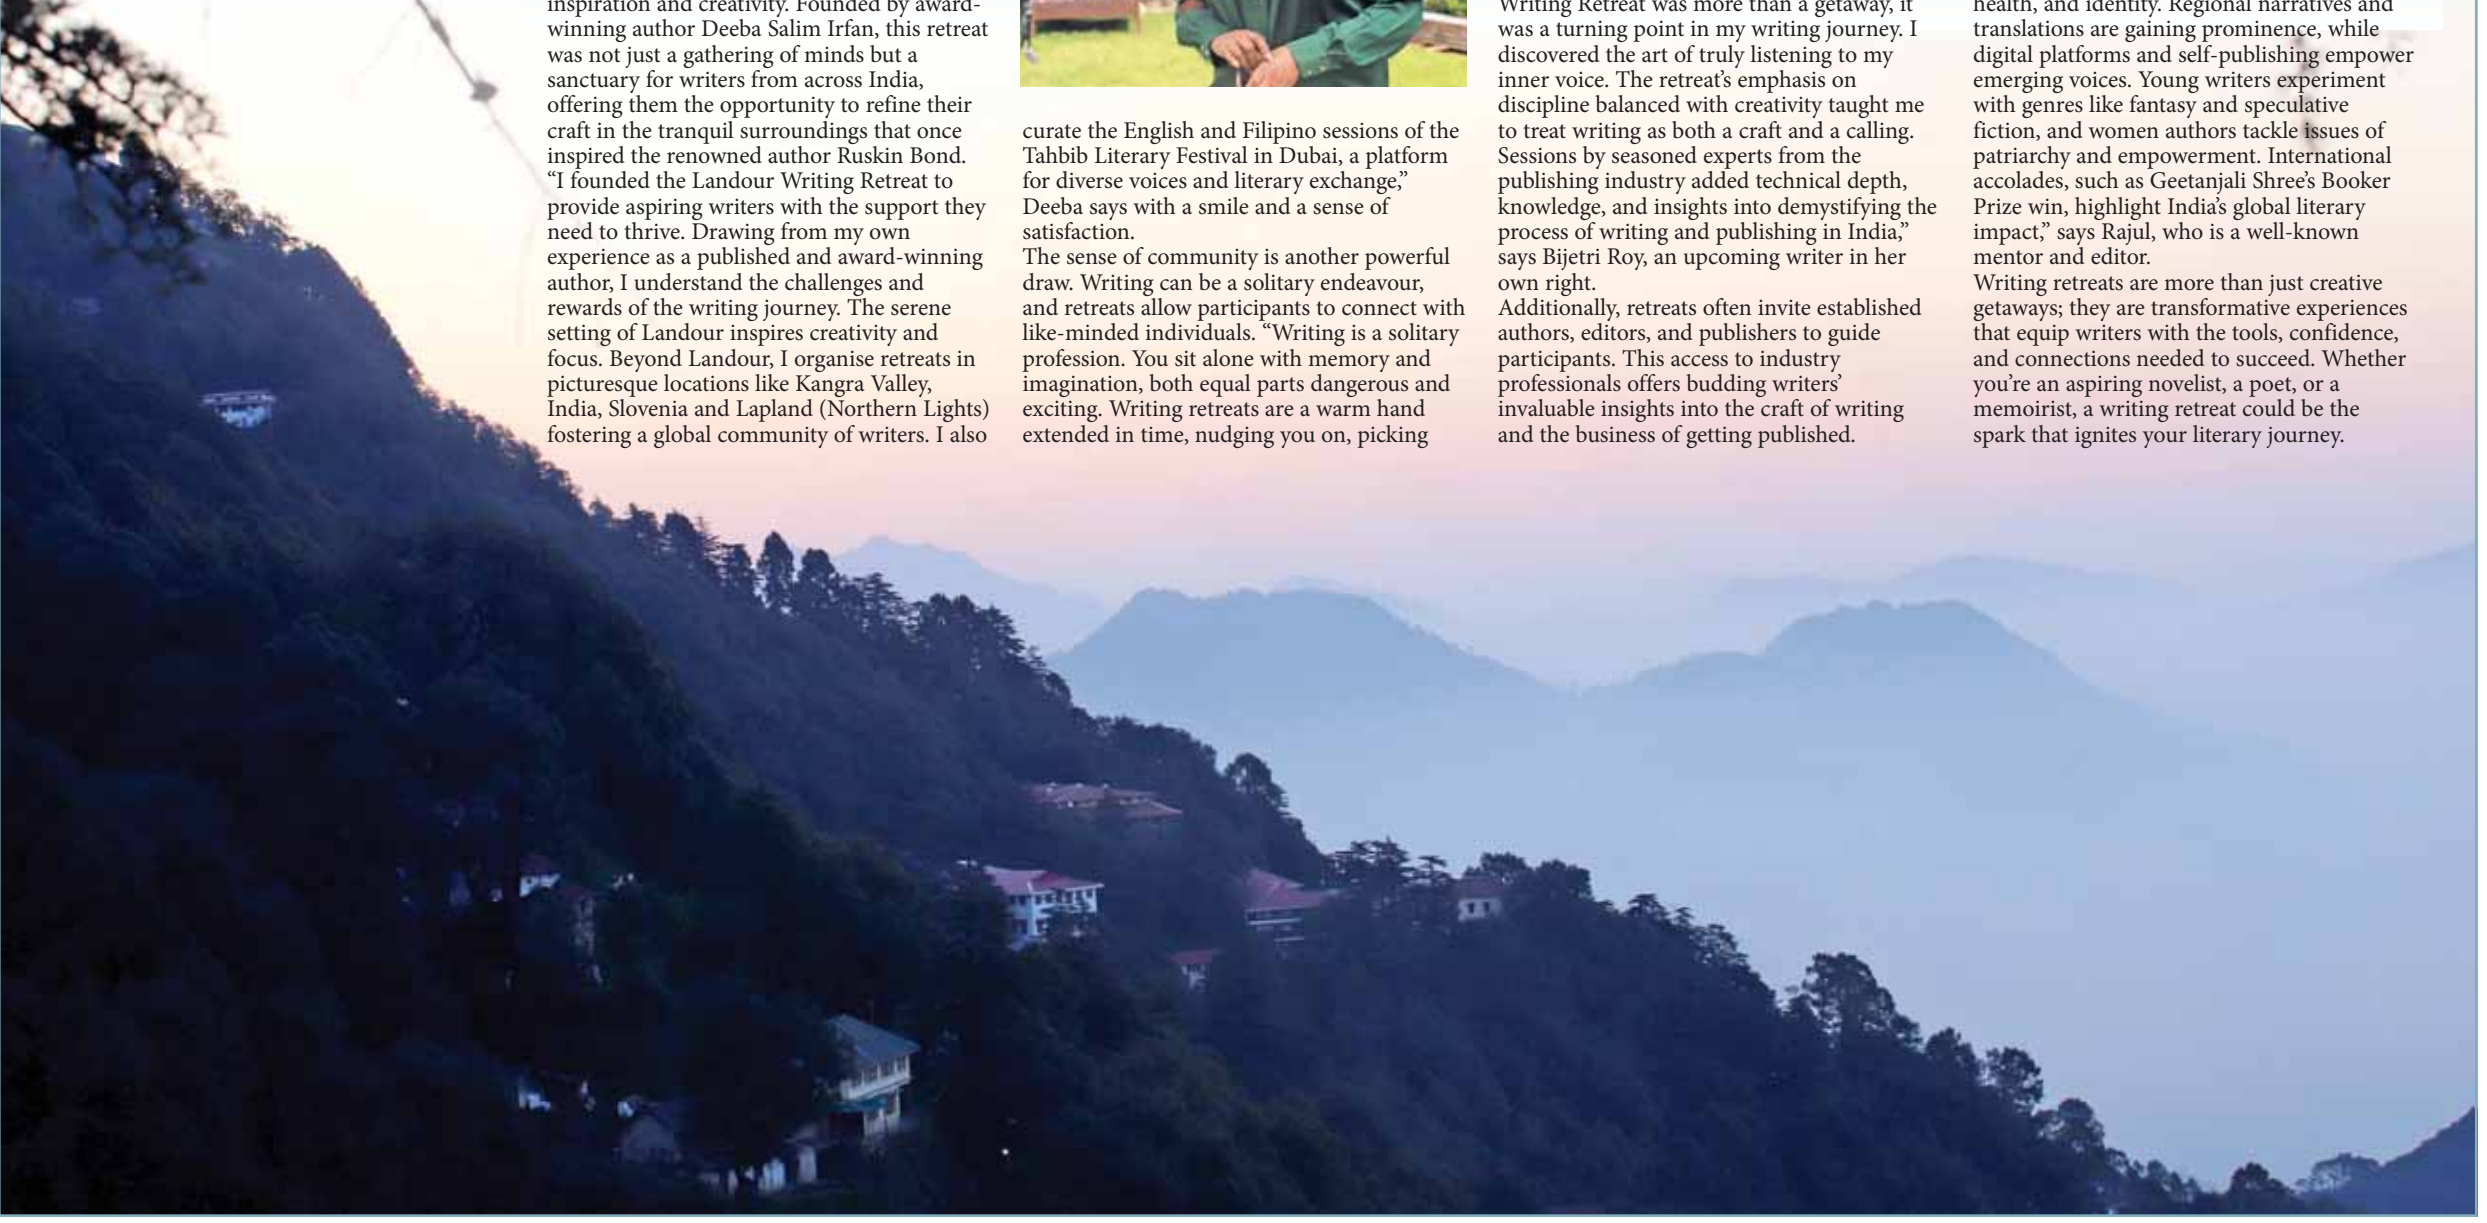 inspiration and creativity. Founded by award-
winning author Deeba Salim Irfan, this retreat
was not just a gathering of minds but a
sanctuary for writers from across India,
offering them the opportunity to refine their
craft in the tranquil surroundings that once
inspired the renowned author Ruskin Bond.
“I founded the Landour Writing Retreat to
provide aspiring writers with the support they
need to thrive. Drawing from my own
experience as a published and award-winning
author, I understand the challenges and
rewards of the writing journey. The serene
setting of Landour inspires creativity and
focus. Beyond Landour, I organise retreats in
picturesque locations like Kangra Valley,
India, Slovenia and Lapland (Northern Lights)
fostering a global community of writers. I also
curate the English and Filipino sessions of the
Tahbib Literary Festival in Dubai, a platform
for diverse voices and literary exchange,”
Deeba says with a smile and a sense of
satisfaction.
The sense of community is another powerful
draw. Writing can be a solitary endeavour,
and retreats allow participants to connect with
like-minded individuals. “Writing is a solitary
profession. You sit alone with memory and
imagination, both equal parts dangerous and
exciting. Writing retreats are a warm hand
extended in time, nudging you on, picking
Writing Retreat was more than a getaway, it
was a turning point in my writing journey. I
discovered the art of truly listening to my
inner voice. The retreat’s emphasis on
discipline balanced with creativity taught me
to treat writing as both a craft and a calling.
Sessions by seasoned experts from the
publishing industry added technical depth,
knowledge, and insights into demystifying the
process of writing and publishing in India,”
says Bijetri Roy, an upcoming writer in her
own right.
Additionally, retreats often invite established
authors, editors, and publishers to guide
participants. This access to industry
professionals offers budding writers’
invaluable insights into the craft of writing
and the business of getting published.
health, and identity. Regional narratives and
translations are gaining prominence, while
digital platforms and self-publishing empower
emerging voices. Young writers experiment
with genres like fantasy and speculative
fiction, and women authors tackle issues of
patriarchy and empowerment. International
accolades, such as Geetanjali Shree’s Booker
Prize win, highlight India’s global literary
impact,” says Rajul, who is a well-known
mentor and editor.
Writing retreats are more than just creative
getaways; they are transformative experiences
that equip writers with the tools, confidence,
and connections needed to succeed. Whether
you’re an aspiring novelist, a poet, or a
memoirist, a writing retreat could be the
spark that ignites your literary journey.